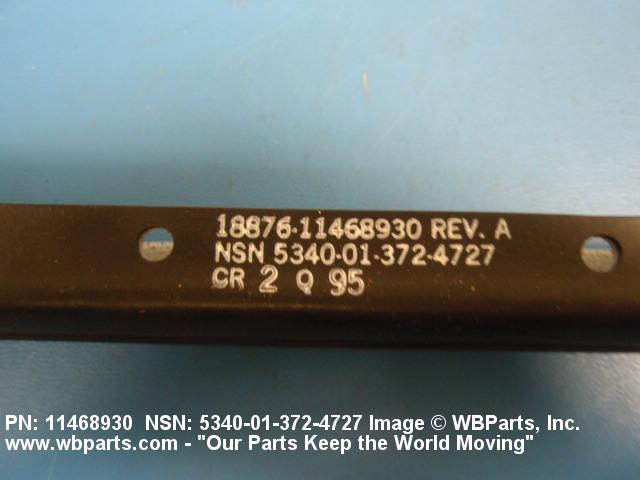 18876-11468930 REV. A
NSN 5340-01-372-4727
CR 2 Q 95
PN: 11468930 NSN: 5340-01-372-4727 Image © WBParts, Inc.
www.wbparts.com - "Our Parts Keep the World Moving"